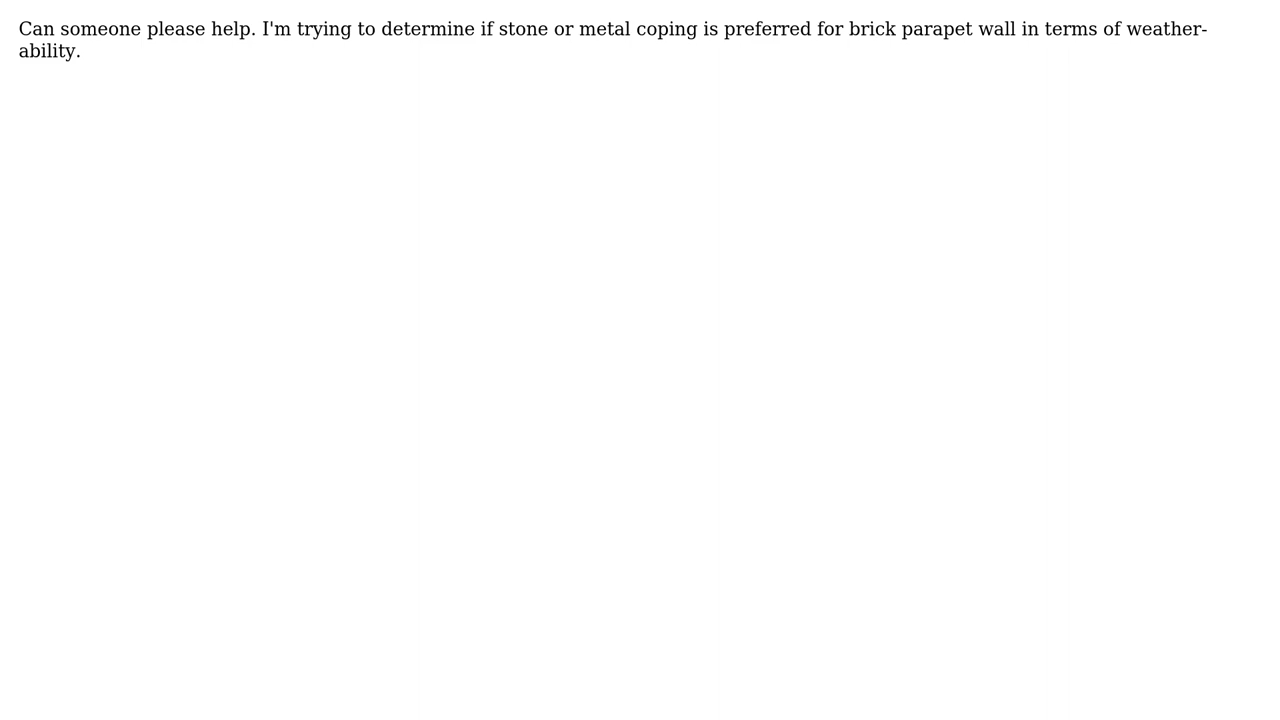 Can someone please help. I'm trying to determine if stone or metal coping is preferred for brick parapet wall in terms of weather-
ability.